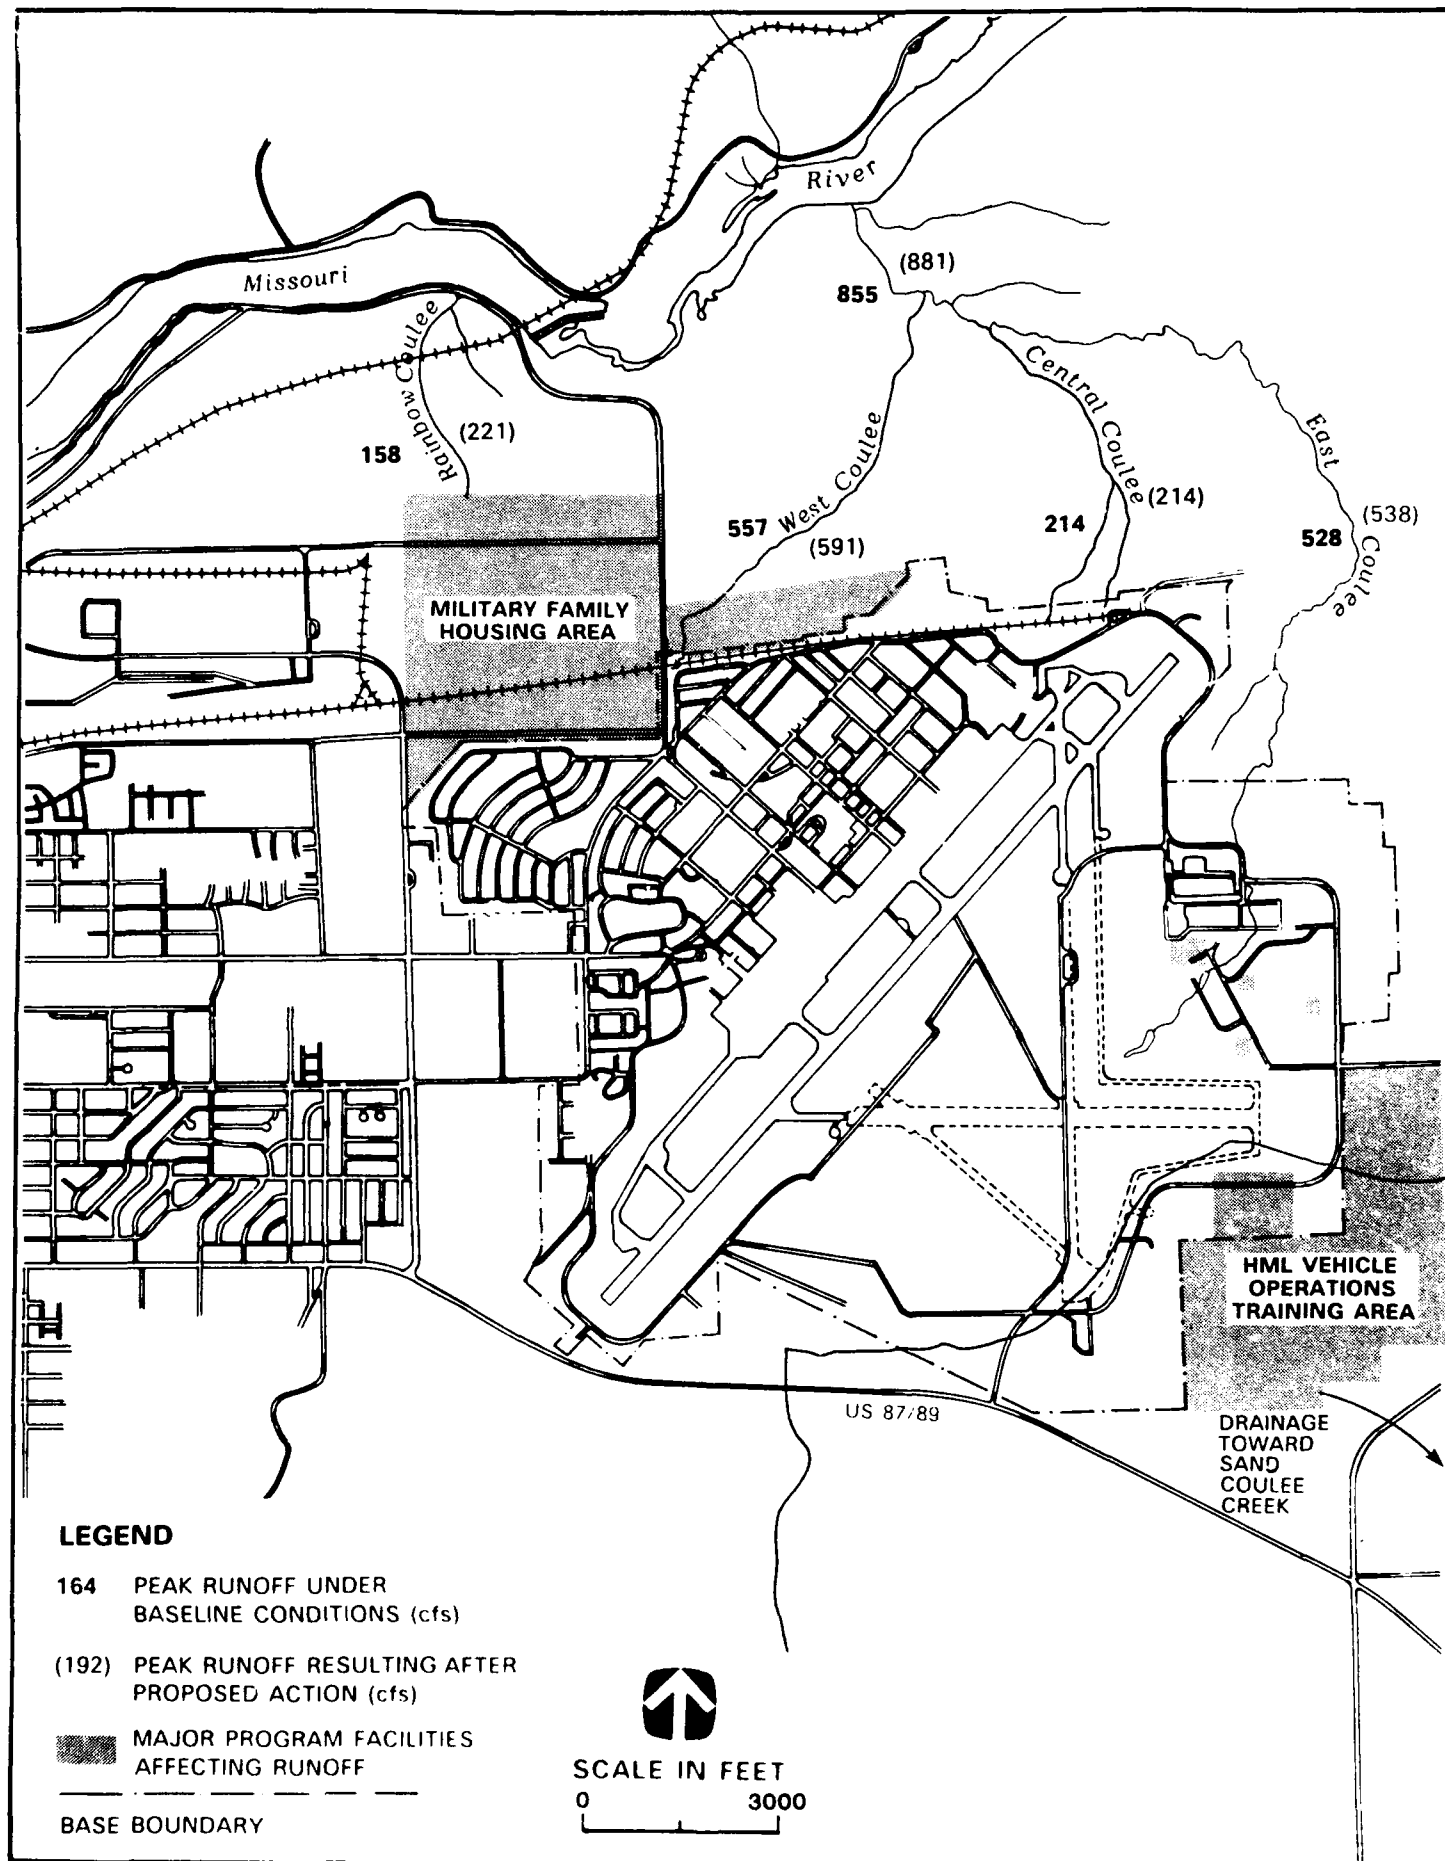 River
Missouri
(881)
855
Rainbow Coulee
Central Coulee
East Coulee
West Coulee
158
(221)
557
(591)
214
(214)
528
(538)
MILITARY FAMILY
HOUSING AREA
HML VEHICLE
OPERATIONS
TRAINING AREA
US 87/89
DRAINAGE
TOWARD
SAND
COULEE
CREEK
LEGEND
164 PEAK RUNOFF UNDER
BASELINE CONDITIONS (cfs)
(192) PEAK RUNOFF RESULTING AFTER
PROPOSED ACTION (cfs)
MAJOR PROGRAM FACILITIES
AFFECTING RUNOFF
BASE BOUNDARY
SCALE IN FEET
0 3000